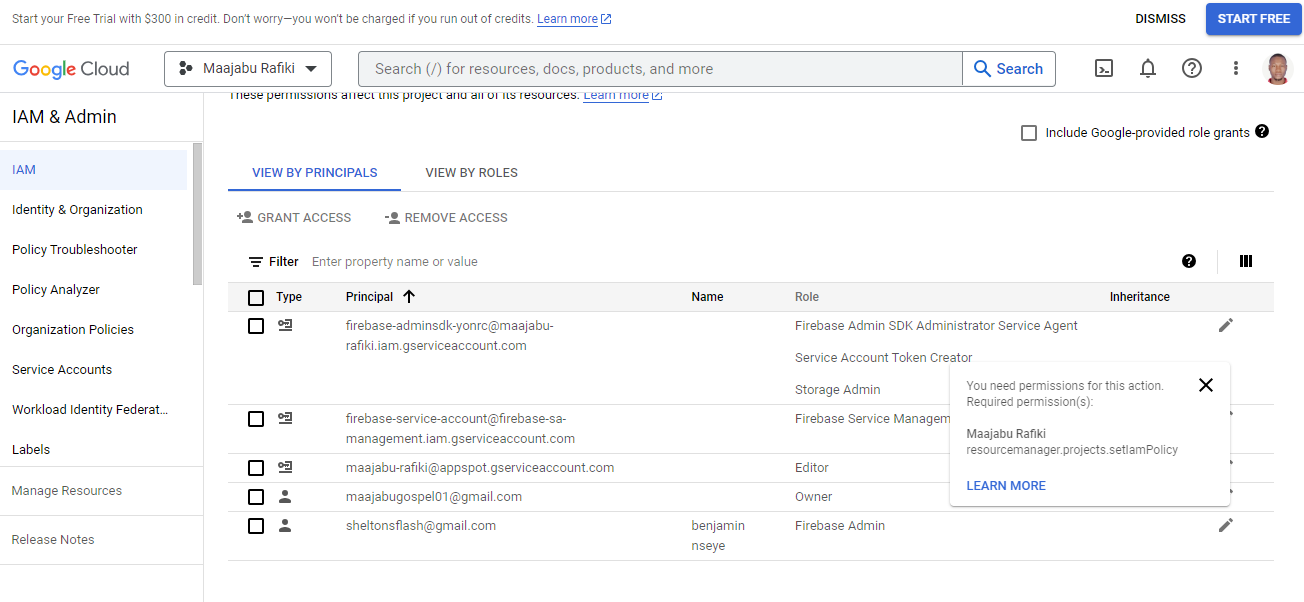 Start your Free Trial with $300 in credit. Don't worry—you won't be charged if you run out of credits. Learn more
DISMISS
START FREE
Google Cloud
Maajabu Rafiki
Search (/) for resources, docs, products, and more
Search
IAM & Admin
IAM
Identity & Organization
Policy Troubleshooter
Policy Analyzer
Organization Policies
Service Accounts
Workload Identity Federat...
Labels
Manage Resources
Release Notes
These permissions affect this project and all of its resources. Learn more
Include Google-provided role grants
VIEW BY PRINCIPALS
VIEW BY ROLES
GRANT ACCESS
REMOVE ACCESS
Filter Enter property name or value
Type Principal Name Role Inheritance
firebase-adminsdk-yonrc@maajabu-
rafiki.iam.gserviceaccount.com
Firebase Admin SDK Administrator Service Agent
Service Account Token Creator
Storage Admin
firebase-service-account@firebase-sa-
management.iam.gserviceaccount.com
Firebase Service Managem
maajabu-rafiki@appspot.gserviceaccount.com
Editor
maajabugospel01@gmail.com
Owner
sheltonsflash@gmail.com
benjamin
nseye
Firebase Admin
You need permissions for this action.
Required permission(s):
Maajabu Rafiki
resourcemanager.projects.setIamPolicy
LEARN MORE